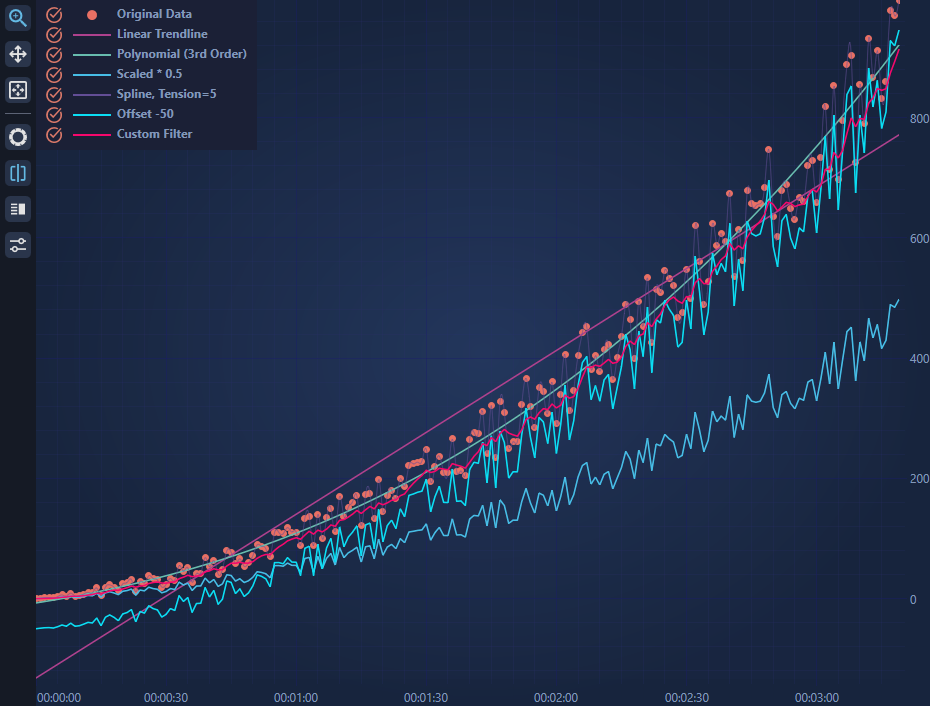 Original Data
Linear Trendline
Polynomial (3rd Order)
Scaled * 0.5
Spline, Tension=5
Offset -50
Custom Filter
800
600
400
200
0
00:00:00 00:00:30 00:01:00 00:01:30 00:02:00 00:02:30 00:03:00